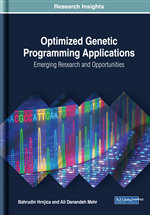 Research Insights
Optimized Genetic
Programming Applications
Emerging Research and Opportunities
Bahrudin Hrnjica and Ali Danandeh Mehr